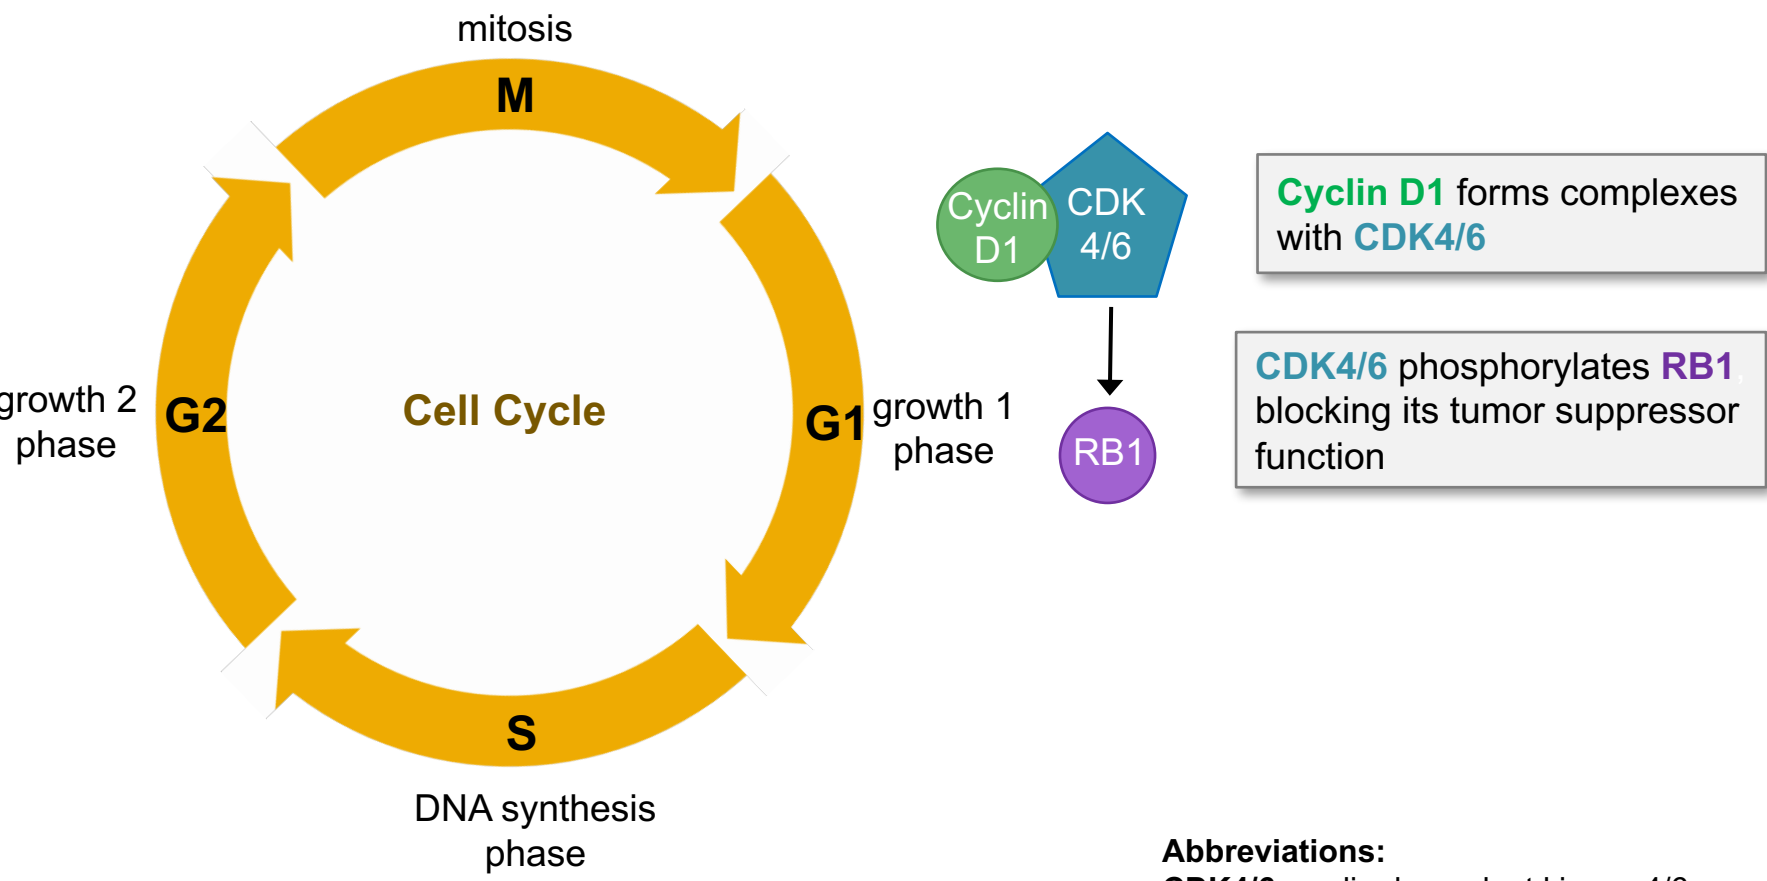 mitosis
M
Cyclin
D1
CDK
4/6
Cyclin D1 forms complexes
with CDK4/6
CDK4/6 phosphorylates RB1,
blocking its tumor suppressor
function
growth 2
phase
G2
Cell Cycle
G1
growth 1
phase
RB1
S
DNA synthesis
phase
Abbreviations: